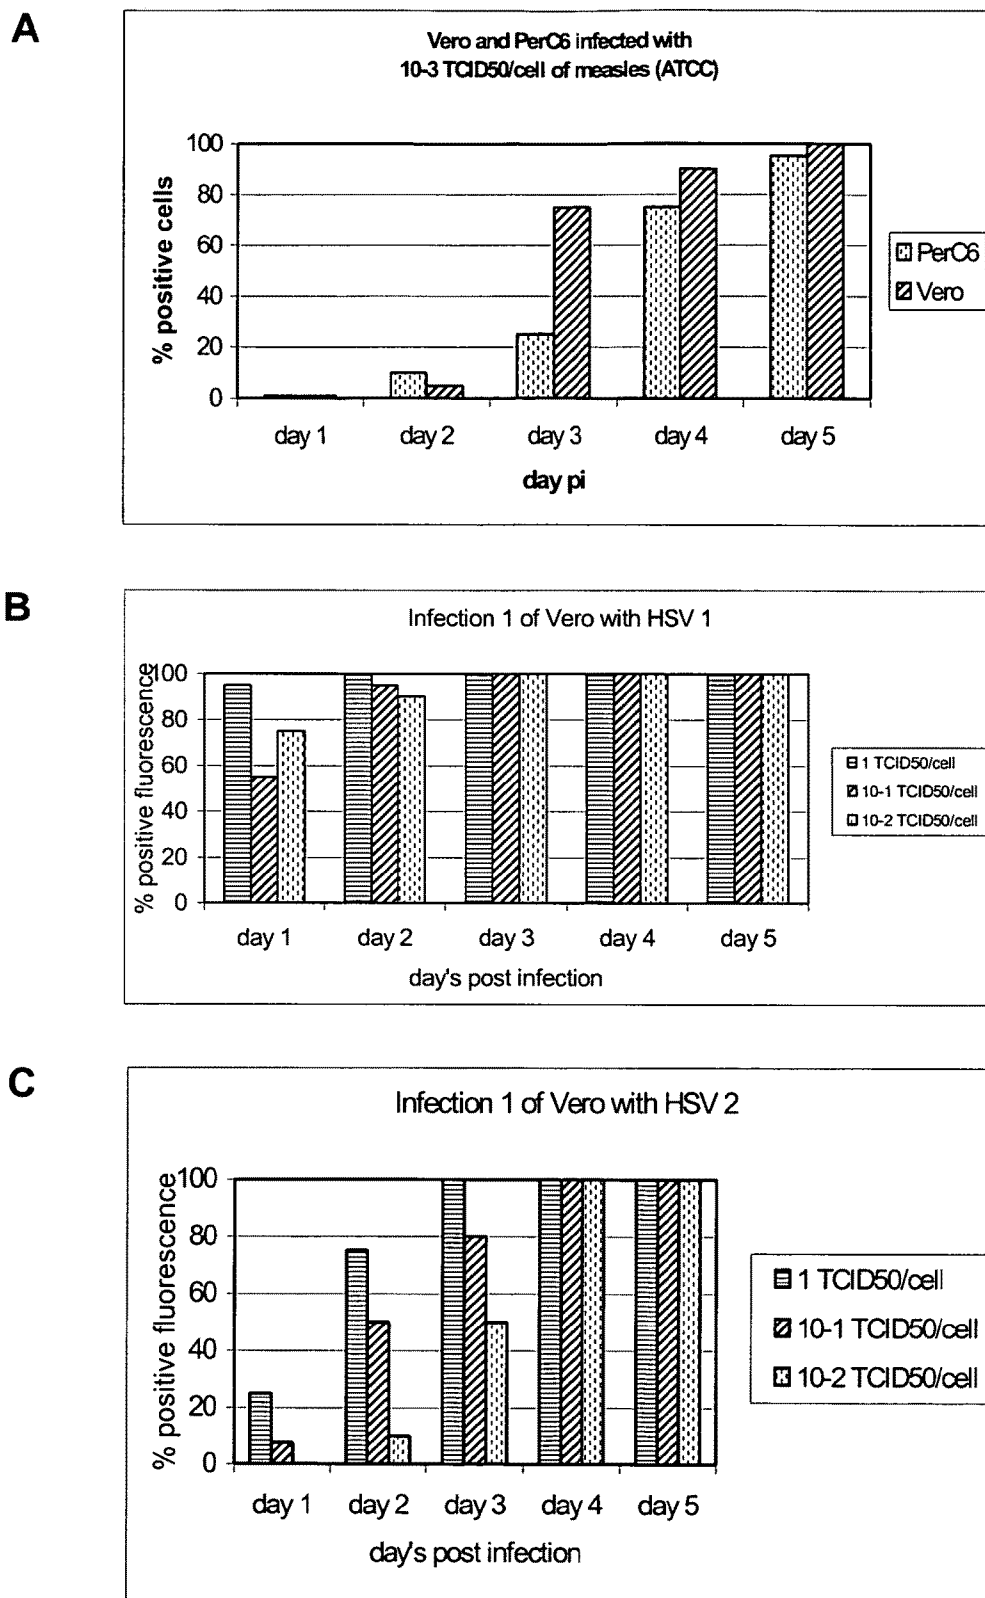 A
Vero and PerC6 infected with
10-3 TCID50/cell of measles (ATCC)
% positive cells
100
80
60
40
20
0
day 1 day 2 day 3 day 4 day 5
day pi
PerC6
Vero
B
Infection 1 of Vero with HSV 1
% positive fluorescence
100
80
60
40
20
0
day 1 day 2 day 3 day 4 day 5
day's post infection
1 TCID50/cell
10-1 TCID50/cell
10-2 TCID50/cell
C
Infection 1 of Vero with HSV 2
% positive fluorescence
100
80
60
40
20
0
day 1 day 2 day 3 day 4 day 5
day's post infection
1 TCID50/cell
10-1 TCID50/cell
10-2 TCID50/cell